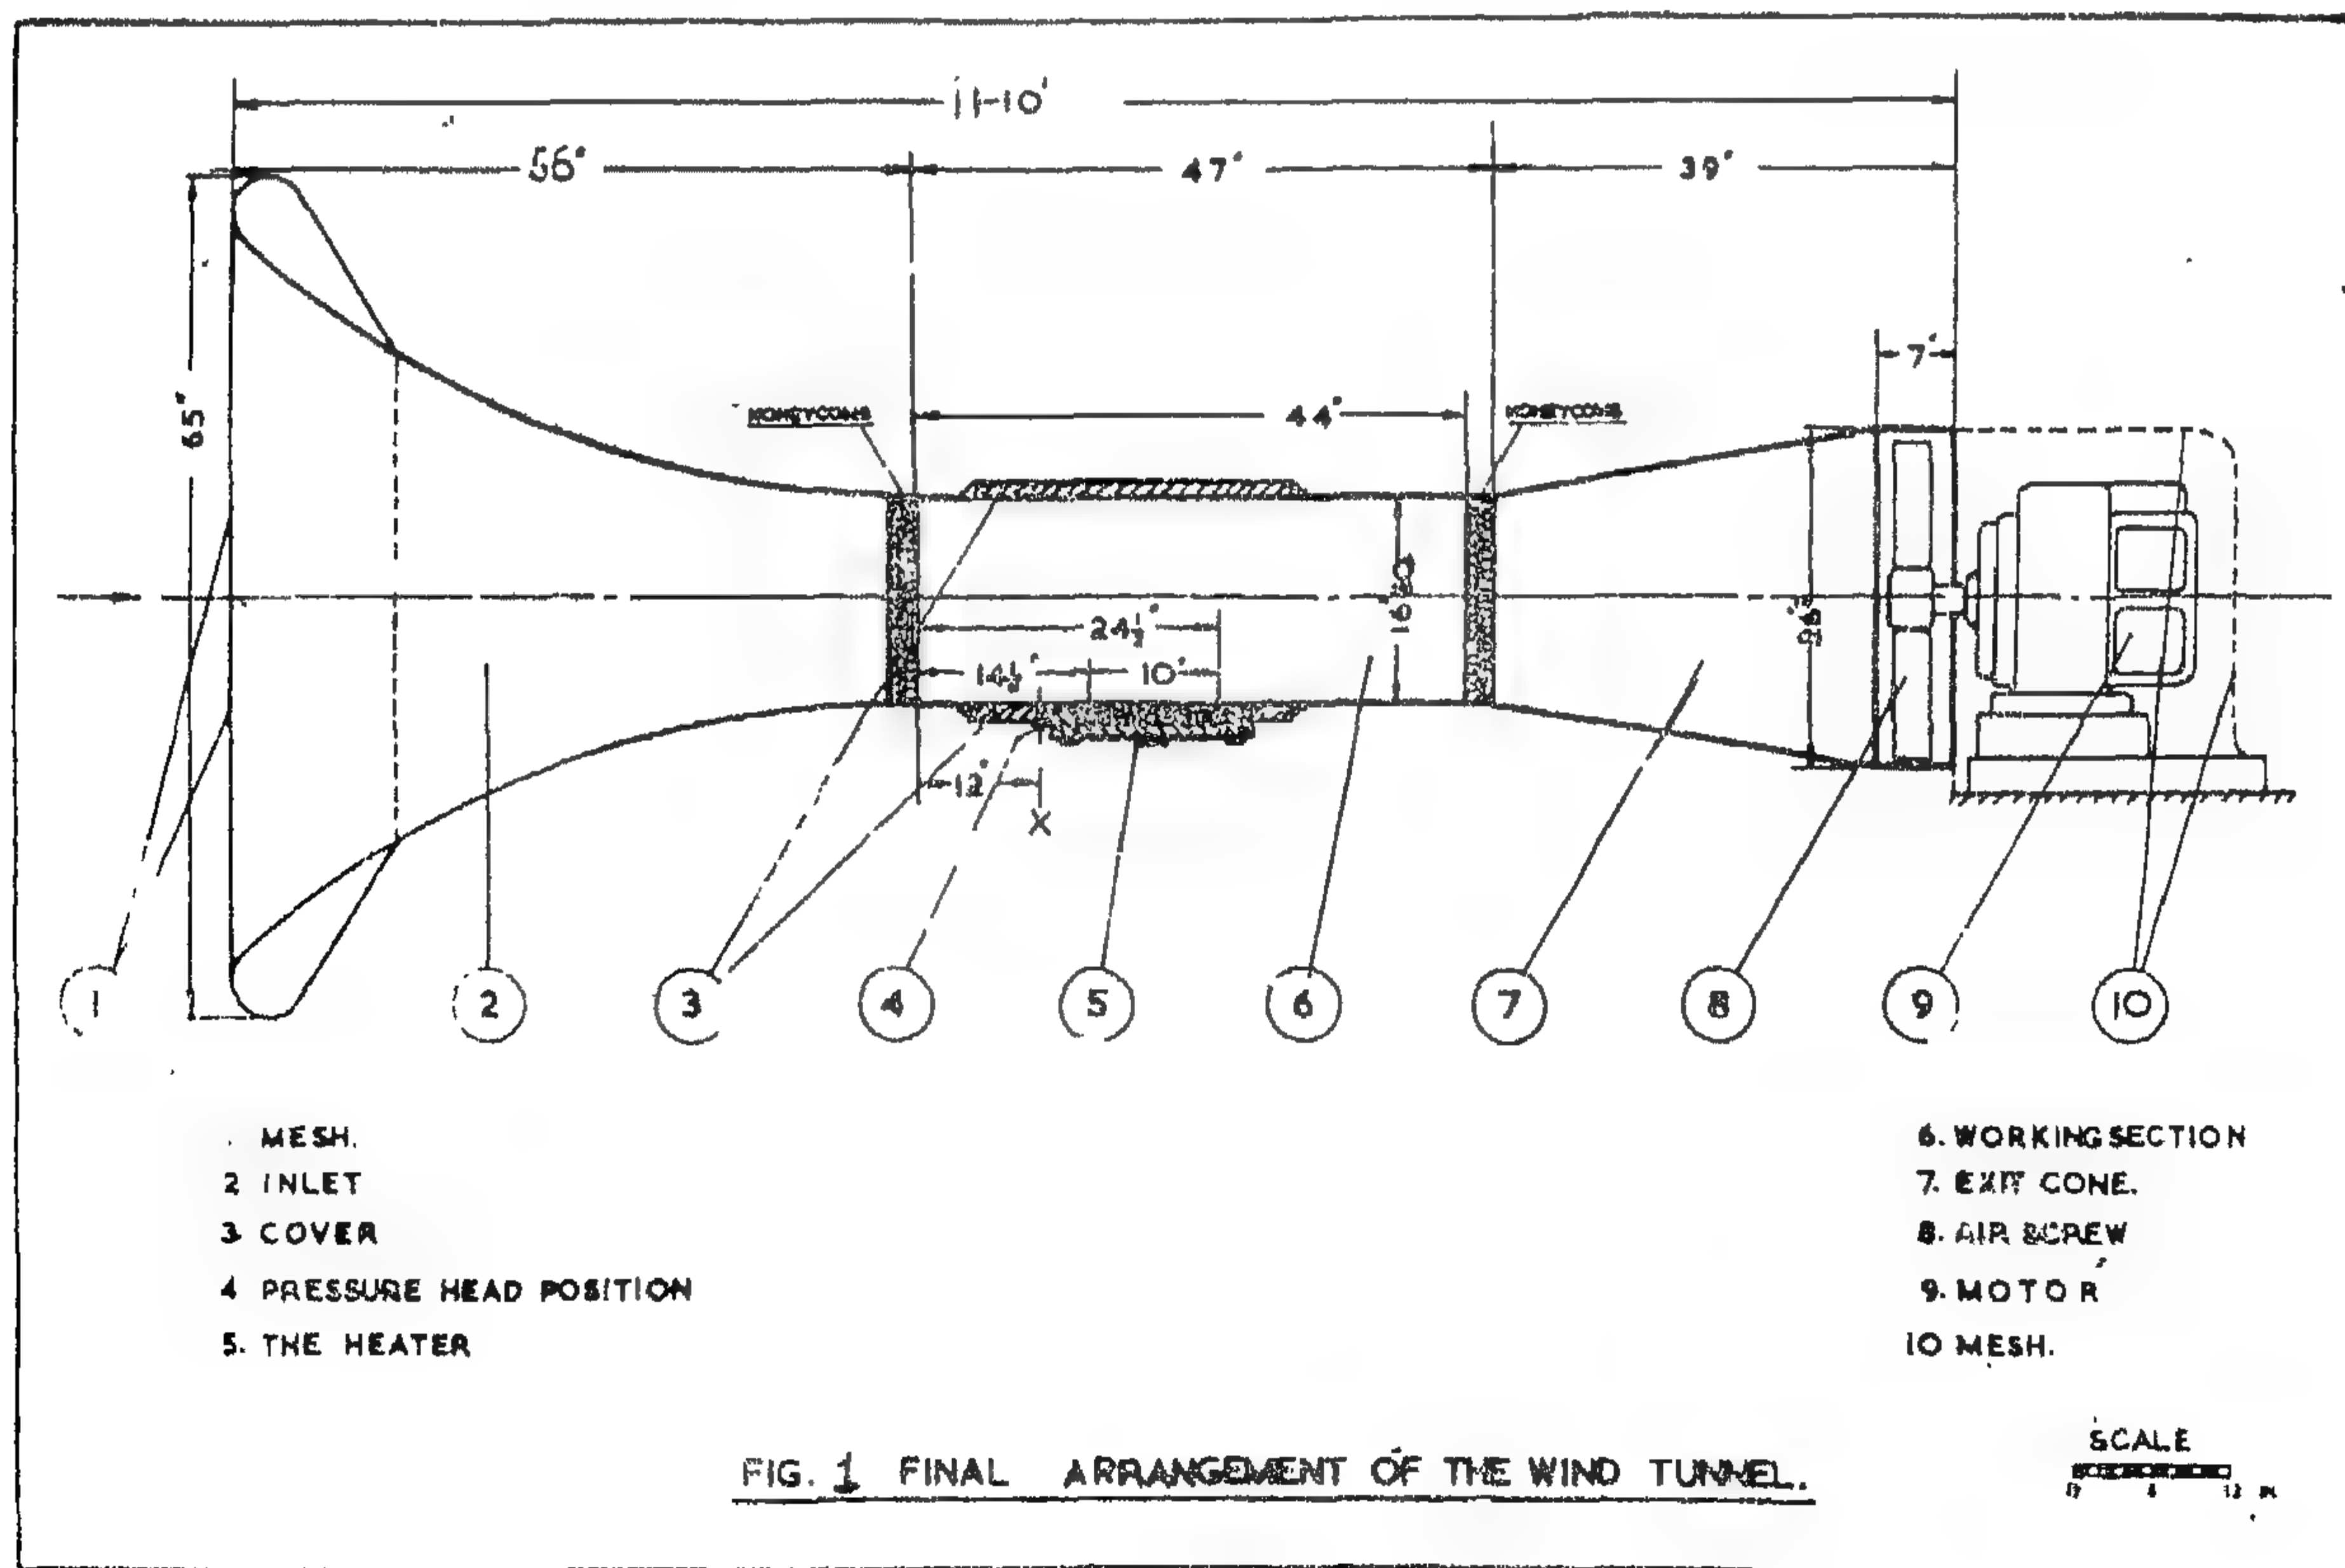 11-10'
56"
47"
39"
7"
65"
HONEYCOMB
44"
HONEYCOMB
24½"
14½"
10"
12"
X
1
2
3
4
5
6
7
8
9
10
. MESH.
2 INLET
3 COVER
4 PRESSURE HEAD POSITION
5. THE HEATER
6. WORKING SECTION
7. EXIT CONE.
8. AIR SCREW
9. MOTOR
10 MESH.
SCALE
FIG. 1 FINAL ARRANGEMENT OF THE WIND TUNNEL.